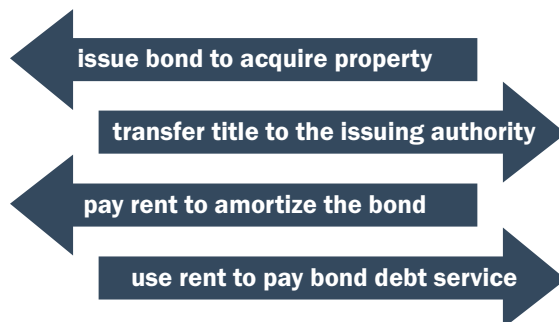 issue bond to acquire property
transfer title to the issuing authority
pay rent to amortize the bond
use rent to pay bond debt service